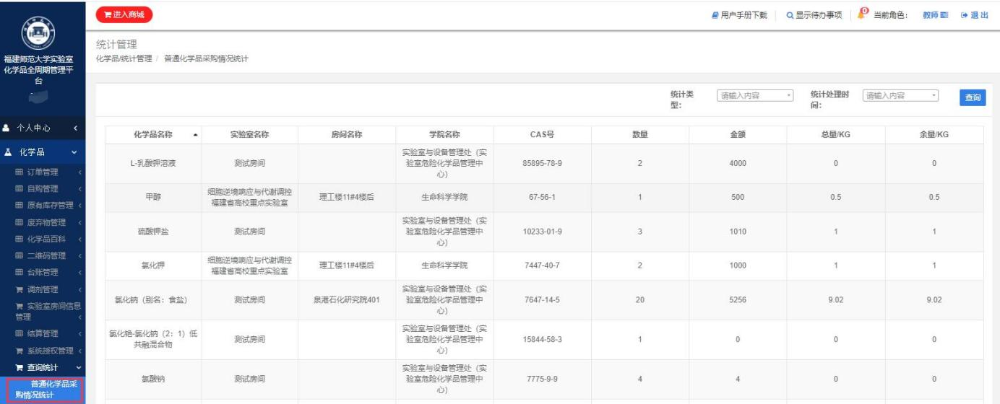 进入商城
用户手册下载
显示待办事项
0
当前角色：
教师
退出
福建师范大学实验室
化学品全周期管理平
台
统计管理
化学品/统计管理 / 普通化学品采购情况统计
个人中心
化学品
订单管理
自购管理
原有库存管理
废弃物管理
化学品百科
二维码管理
台账管理
调剂管理
实验室房间信息
管理
结算管理
系统授权管理
查询统计
普通化学品采
购情况统计
统计类
型：
请输入内容
统计处理时
间：
请输入内容
查询
化学品名称 实验室名称 房间名称 学院名称 CAS号 数量 金额 总量/KG 余量/KG
实验室与设备管理处（实
L-乳酸钾溶液 测试房间 验室危险化学品管理中 85895-78-9 2 4000 0 0
心）
细胞逆境响应与代谢调控
甲醇 理工楼11#4楼后 生命科学学院 67-56-1 1 500 0.5 0.5
福建省高校重点实验室
实验室与设备管理处（实
硫酸钾盐 测试房间 验室危险化学品管理中 10233-01-9 3 1010 1 1
心）
细胞逆境响应与代谢调控
氯化钾 理工楼11#4楼后 生命科学学院 7447-40-7 2 1000 1 1
福建省高校重点实验室
实验室与设备管理处（实
氯化钠（别名：食盐） 测试房间 泉港石化研究院401 验室危险化学品管理中 7647-14-5 20 5256 9.02 9.02
心）
实验室与设备管理处（实
氯化铯-氯化钠（2：1）低
共融混合物 测试房间 验室危险化学品管理中 15844-58-3 1 0 0 0
心）
实验室与设备管理处（实
氯酸钠 测试房间 验室危险化学品管理中 7775-9-9 4 4 0 0
心）